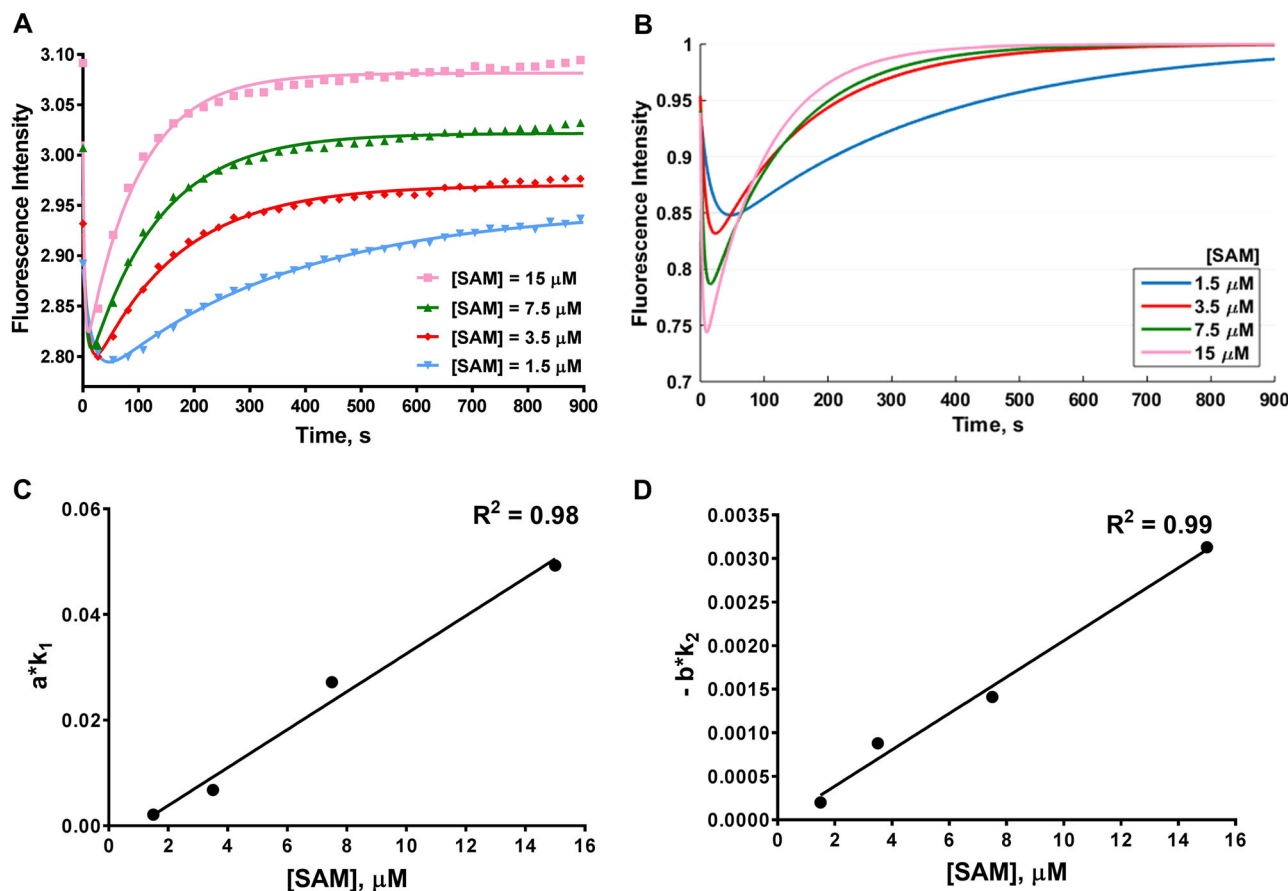 A
Fluorescence Intensity
3.10
3.05
3.00
2.95
2.90
2.85
2.80
0 100 200 300 400 500 600 700 800 900
Time, s
[SAM] = 15 μM
[SAM] = 7.5 μM
[SAM] = 3.5 μM
[SAM] = 1.5 μM
B
Fluorescence Intensity
1
0.95
0.9
0.85
0.8
0.75
0.7
0 100 200 300 400 500 600 700 800 900
Time, s
[SAM]
1.5 μM
3.5 μM
7.5 μM
15 μM
C
R² = 0.98
a*k₁
0.06
0.04
0.02
0.00
0 2 4 6 8 10 12 14 16
[SAM], μM
D
R² = 0.99
- b*k₂
0.0035
0.0030
0.0025
0.0020
0.0015
0.0010
0.0005
0.0000
0 2 4 6 8 10 12 14 16
[SAM], μM